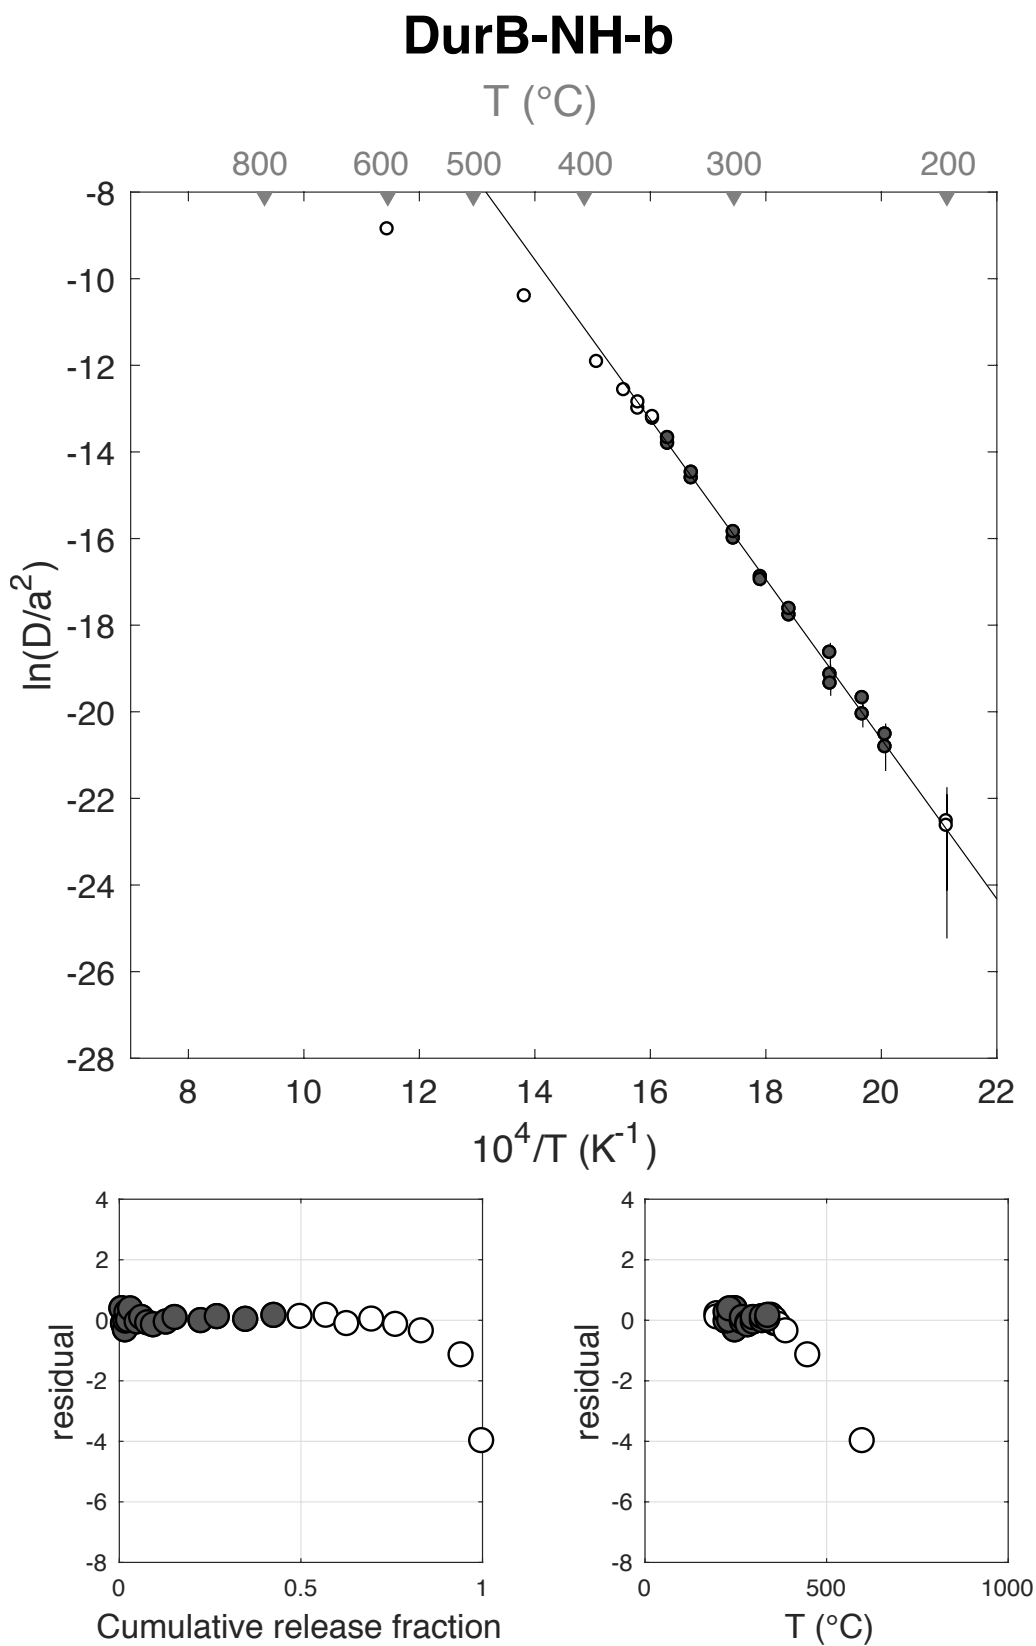 DurB-NH-b
T (°C)
800 600 500 400 300 200
-8
-10
-12
-14
-16
-18
-20
-22
-24
-26
-28
ln(D/a²)
8 10 12 14 16 18 20 22
10⁴/T (K⁻¹)
4
2
0
-2
-4
-6
-8
residual
0 0.5 1
Cumulative release fraction
4
2
0
-2
-4
-6
-8
residual
0 500 1000
T (°C)